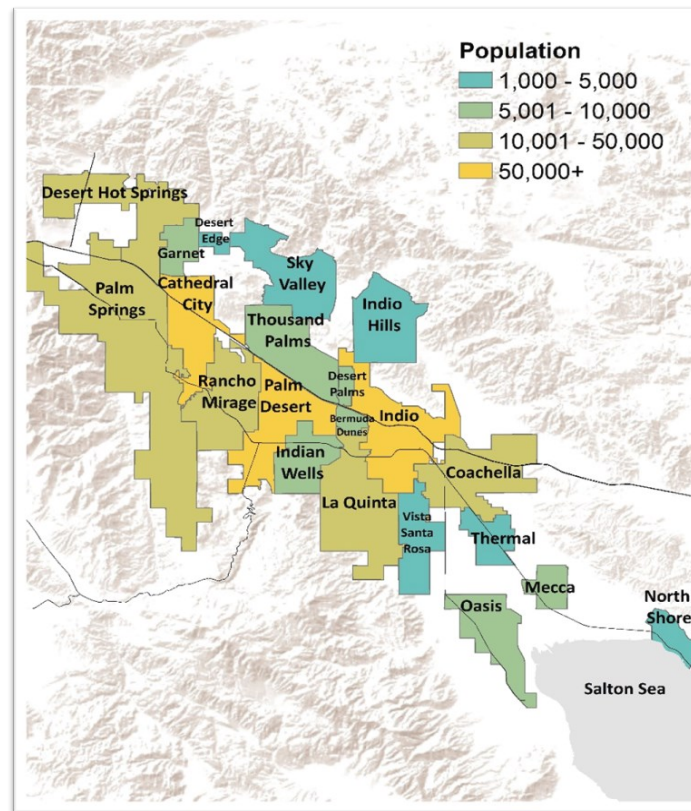 Population
1,000 - 5,000
5,001 - 10,000
10,001 - 50,000
50,000+
Desert Hot Springs
Desert
Edge
Garnet
Sky
Valley
Cathedral
City
Palm
Springs
Indio
Hills
Thousand
Palms
Rancho
Mirage
Palm
Desert
Desert
Palms
Bermuda
Dunes
Indio
Indian
Wells
Coachella
La Quinta
Vista
Santa
Rosa
Thermal
Mecca
Oasis
North
Shore
Salton Sea